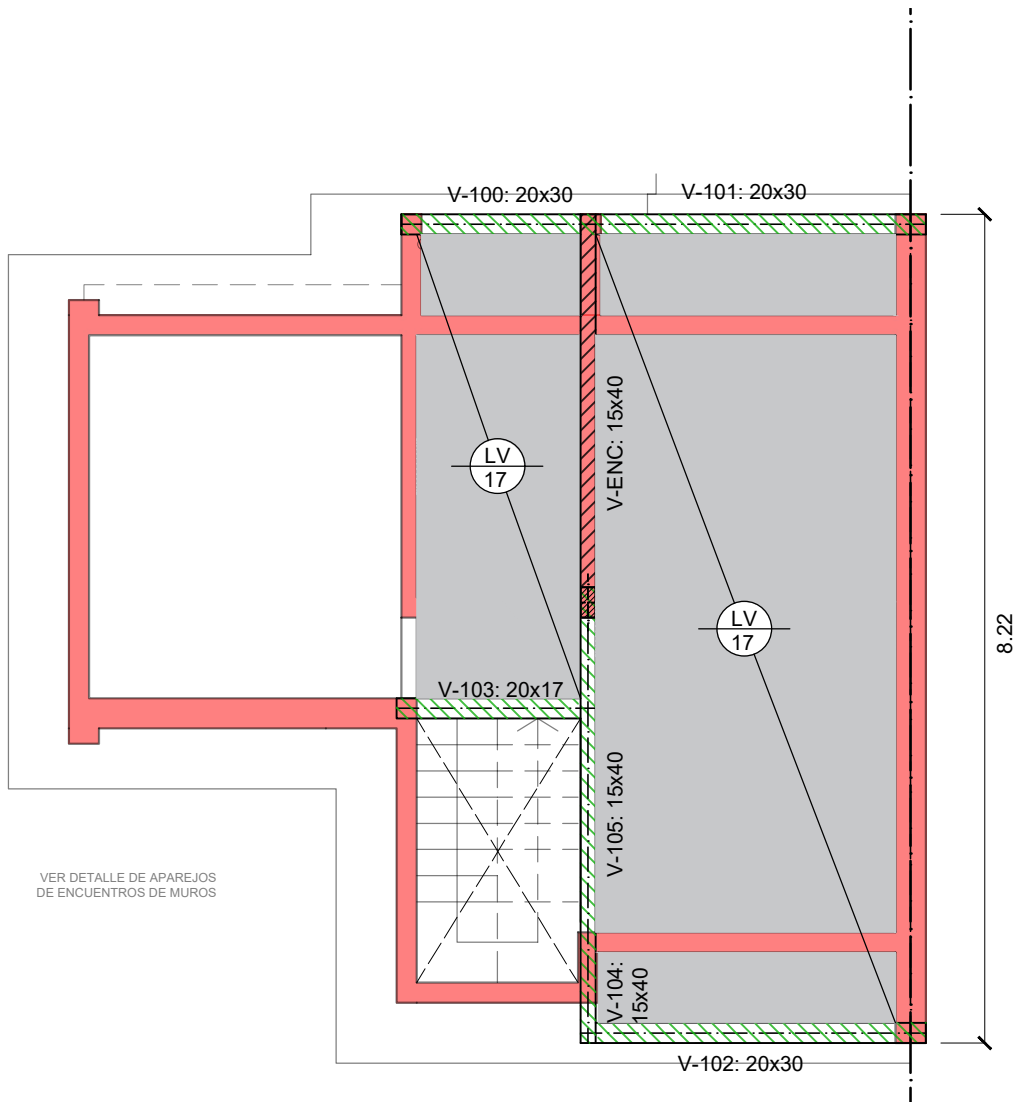 V-100: 20x30
V-101: 20x30
V-ENC: 15x40
LV
17
LV
17
8.22
V-103: 20x17
V-105: 15x40
VER DETALLE DE APAREJOS
DE ENCUENTROS DE MUROS
V-104:
15x40
V-102: 20x30